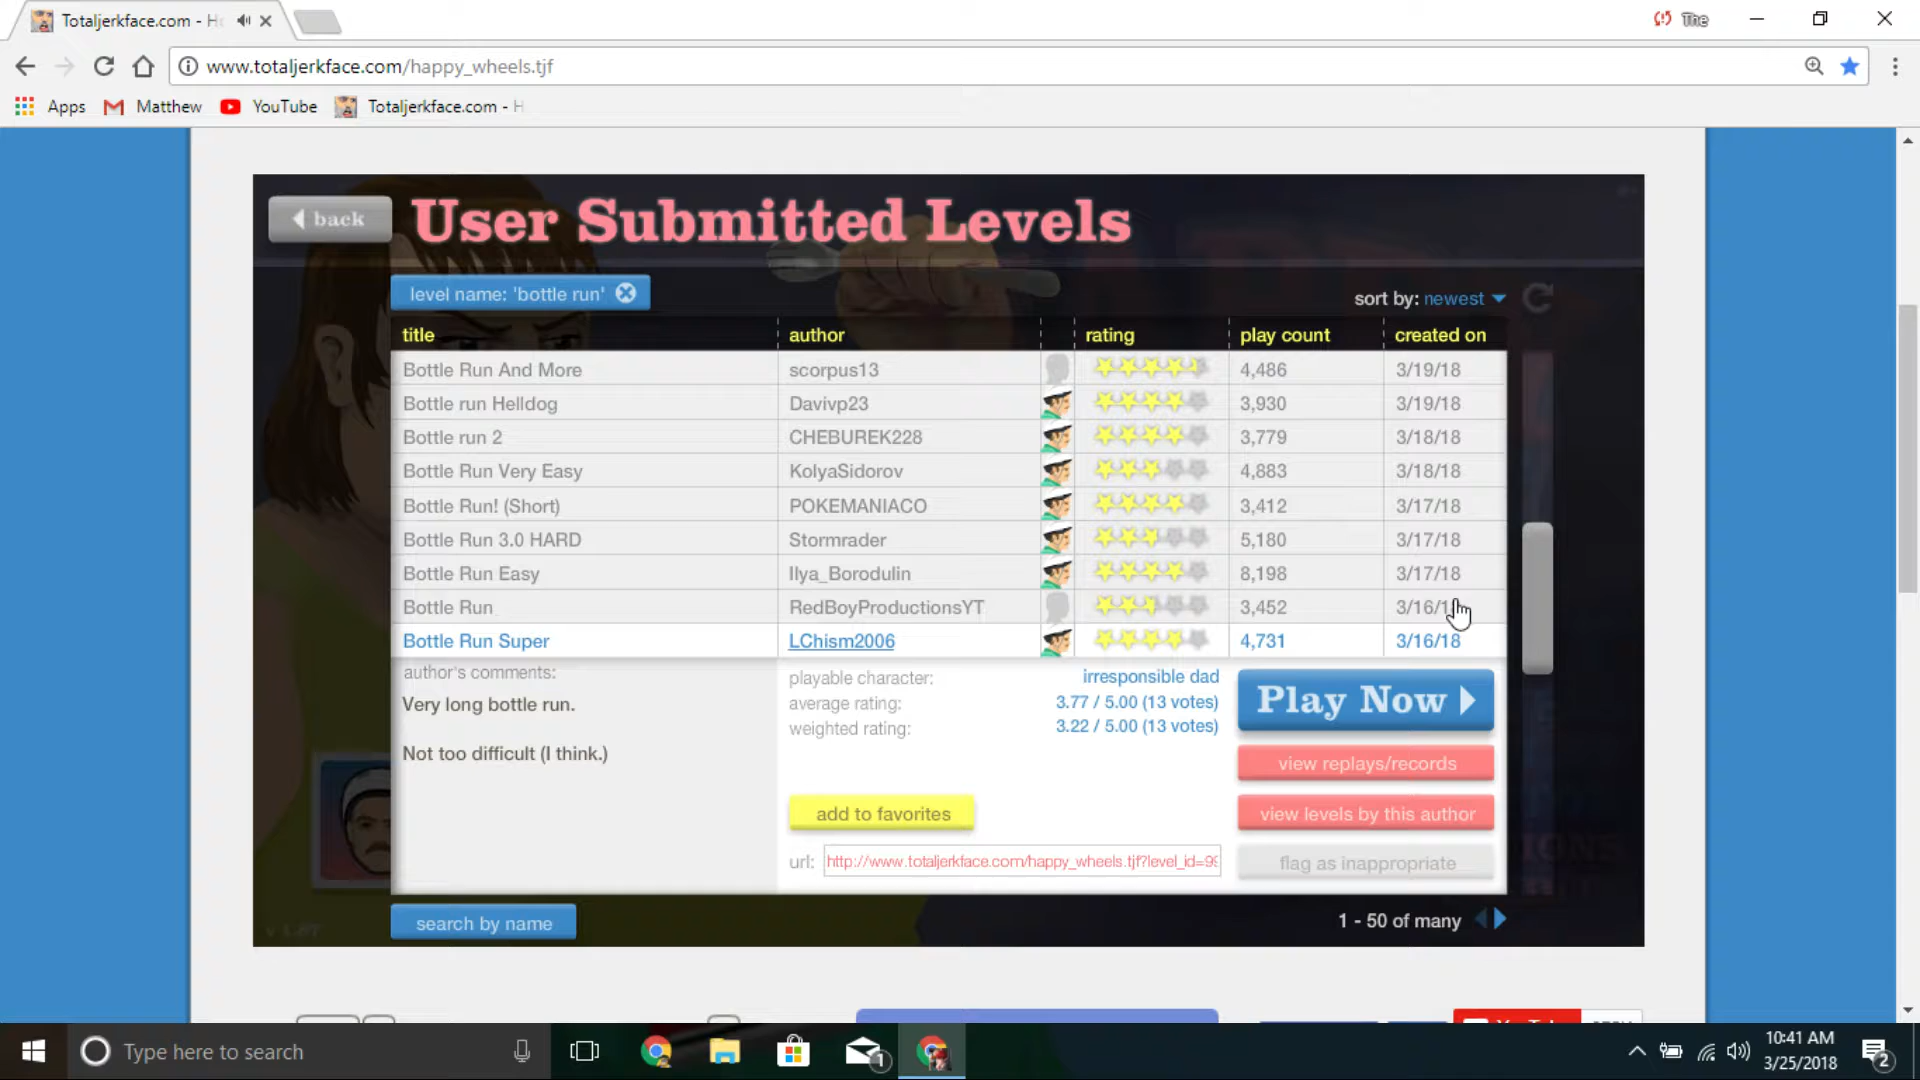 Totaljerkface.com - H
The
www.totaljerkface.com/happy_wheels.tjf
Apps Matthew YouTube Totaljerkface.com - H
back
User Submitted Levels
level name: 'bottle run'
sort by: newest
title author rating play count created on
Bottle Run And More scorpus13 4,486 3/19/18
Bottle run Helldog Davivp23 3,930 3/19/18
Bottle run 2 CHEBUREK228 3,779 3/18/18
Bottle Run Very Easy KolyaSidorov 4,883 3/18/18
Bottle Run! (Short) POKEMANIACO 3,412 3/17/18
Bottle Run 3.0 HARD Stormrader 5,180 3/17/18
Bottle Run Easy Ilya_Borodulin 8,198 3/17/18
Bottle Run RedBoyProductionsYT 3,452 3/16/18
Bottle Run Super LChism2006 4,731 3/16/18
author's comments:
Very long bottle run.
Not too difficult (I think.)
playable character: irresponsible dad
average rating: 3.77 / 5.00 (13 votes)
weighted rating: 3.22 / 5.00 (13 votes)
add to favorites
url: http://www.totaljerkface.com/happy_wheels.tjf?level_id=99
Play Now
view replays/records
view levels by this author
flag as inappropriate
search by name
1 - 50 of many
Type here to search
1
10:41 AM
3/25/2018
2